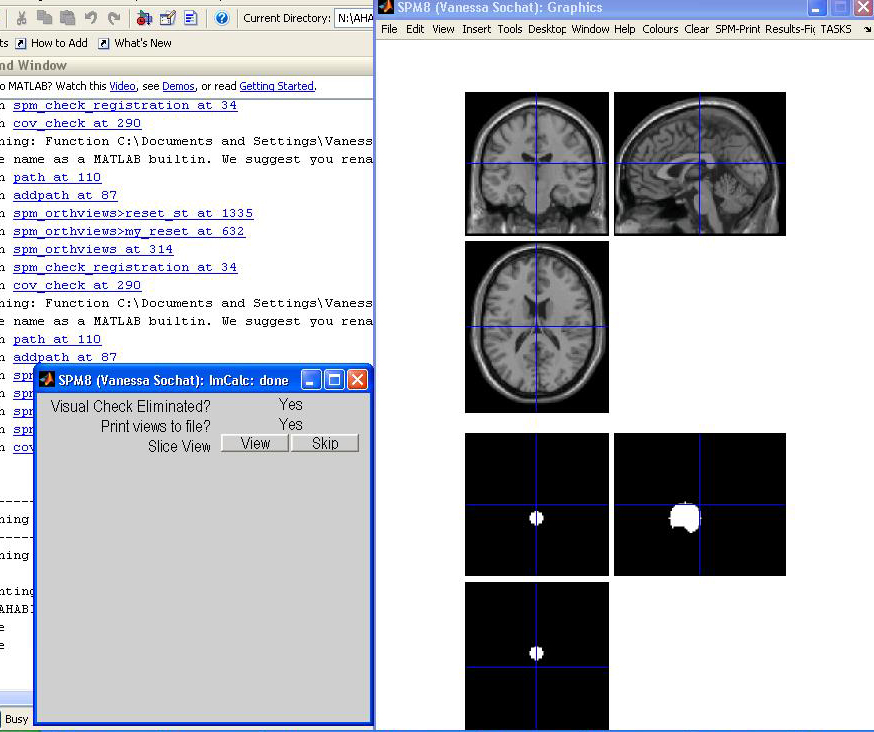 Current Directory: N:\AHA
ts How to Add What's New
nd Window
o MATLAB? Watch this Video, see Demos, or read Getting Started.
n spm_check_registration at 34
n cov_check at 290
ning: Function C:\Documents and Settings\Vaness
e name as a MATLAB builtin. We suggest you rena
n path at 110
n addpath at 87
n spm_orthviews>reset_st at 1335
n spm_orthviews>my_reset at 632
n spm_orthviews at 314
n spm_check_registration at 34
n cov_check at 290
ning: Function C:\Documents and Settings\Vaness
e name as a MATLAB builtin. We suggest you rena
n path at 110
n addpath at 87
n spm
n spm
n spm
n spm
n cov
ning
ning
nting
AHABI
e
e
Busy
SPM8 (Vanessa Sochat): ImCalc: done
Visual Check Eliminated? Yes
Print views to file? Yes
Slice View View Skip
SPM8 (Vanessa Sochat): Graphics
File Edit View Insert Tools Desktop Window Help Colours Clear SPM-Print Results-Fig TASKS